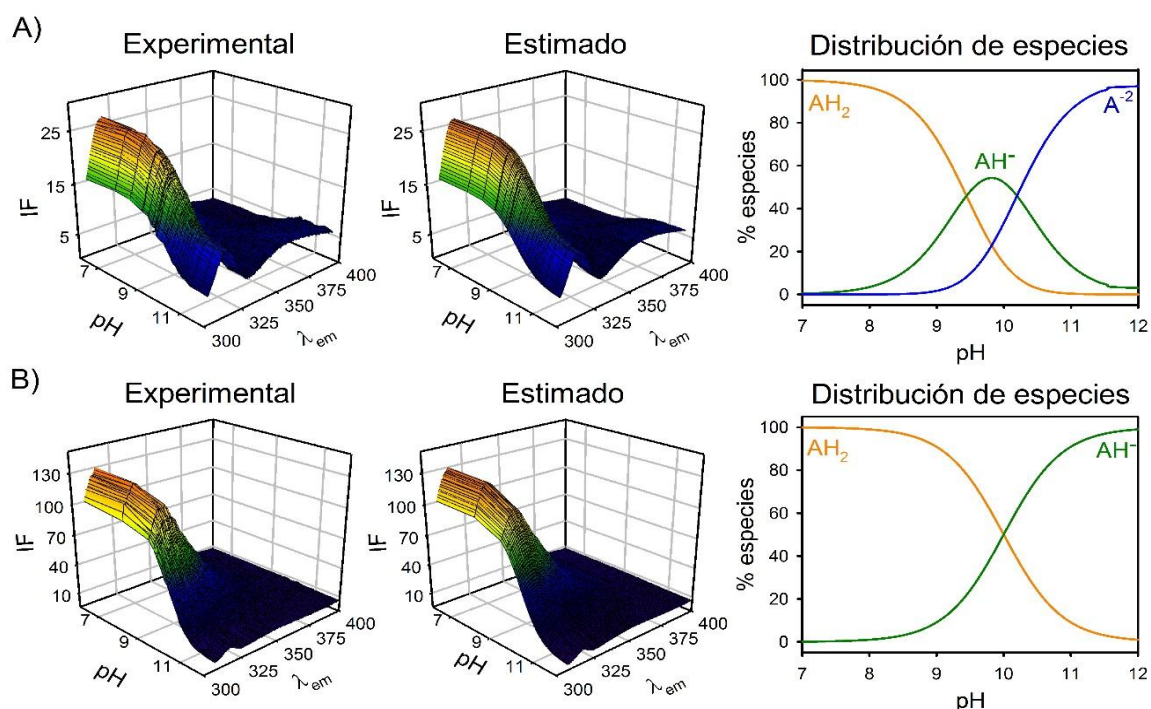 A)
Experimental
Estimado
Distribución de especies
25
15
5
IF
7
9
11
pH
300
325
350
375
400
λem
25
15
5
IF
7
9
11
pH
300
325
350
375
400
λem
100
80
60
40
20
0
% especies
AH2
AH-
A-2
7 8 9 10 11 12
pH
B)
Experimental
Estimado
Distribución de especies
130
100
70
40
10
IF
7
9
11
pH
300
325
350
375
400
λem
130
100
70
40
10
IF
7
9
11
pH
300
325
350
375
400
λem
100
80
60
40
20
0
% especies
AH2
AH-
7 8 9 10 11 12
pH